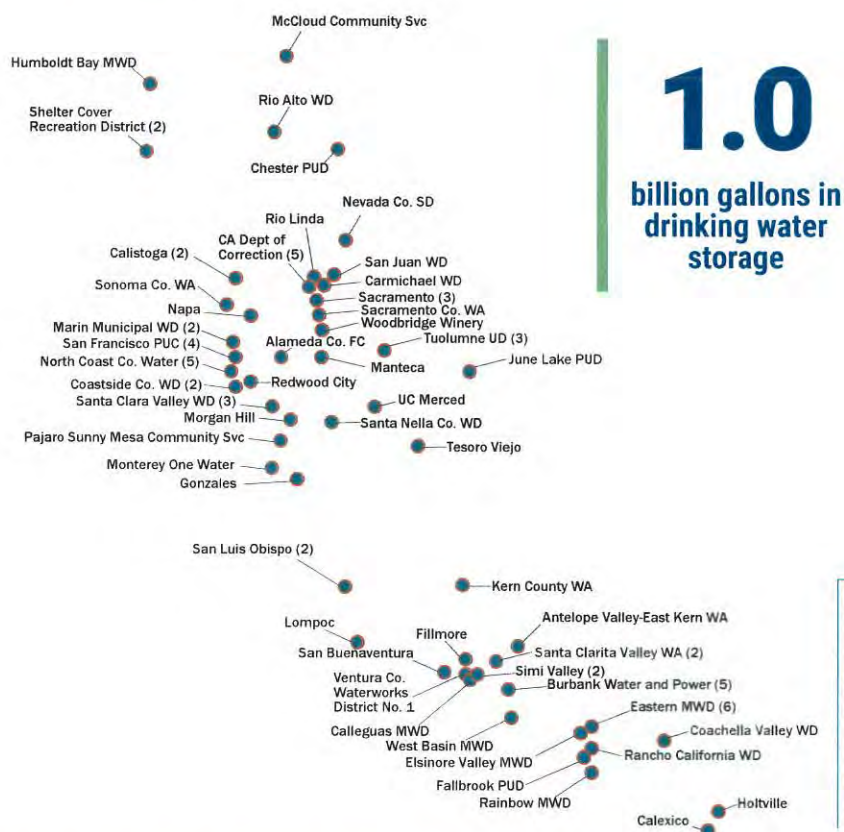 McCloud Community Svc
Humboldt Bay MWD
Rio Alto WD
Shelter Cover
Recreation District (2)
Chester PUD
1.0
billion gallons in
drinking water
storage
Nevada Co. SD
Rio Linda
CA Dept of
Correction (5)
Calistoga (2)
San Juan WD
Carmichael WD
Sonoma Co. WA
Sacramento (3)
Napa
Sacramento Co. WA
Woodbridge Winery
Marin Municipal WD (2)
Tuolumne UD (3)
San Francisco PUC (4)
Alameda Co. FC
North Coast Co. Water (5)
Manteca
June Lake PUD
Coastside Co. WD (2)
Redwood City
Santa Clara Valley WD (3)
UC Merced
Morgan Hill
Santa Nella Co. WD
Pajaro Sunny Mesa Community Svc
Tesoro Viejo
Monterey One Water
Gonzales
San Luis Obispo (2)
Kern County WA
Lompoc
Antelope Valley-East Kern WA
Fillmore
San Buenaventura
Santa Clarita Valley WA (2)
Ventura Co.
Waterworks
District No. 1
Simi Valley (2)
Burbank Water and Power (5)
Calleguas MWD
Eastern MWD (6)
West Basin MWD
Coachella Valley WD
Elsinore Valley MWD
Rancho California WD
Fallbrook PUD
Rainbow MWD
Holtville
Calexico